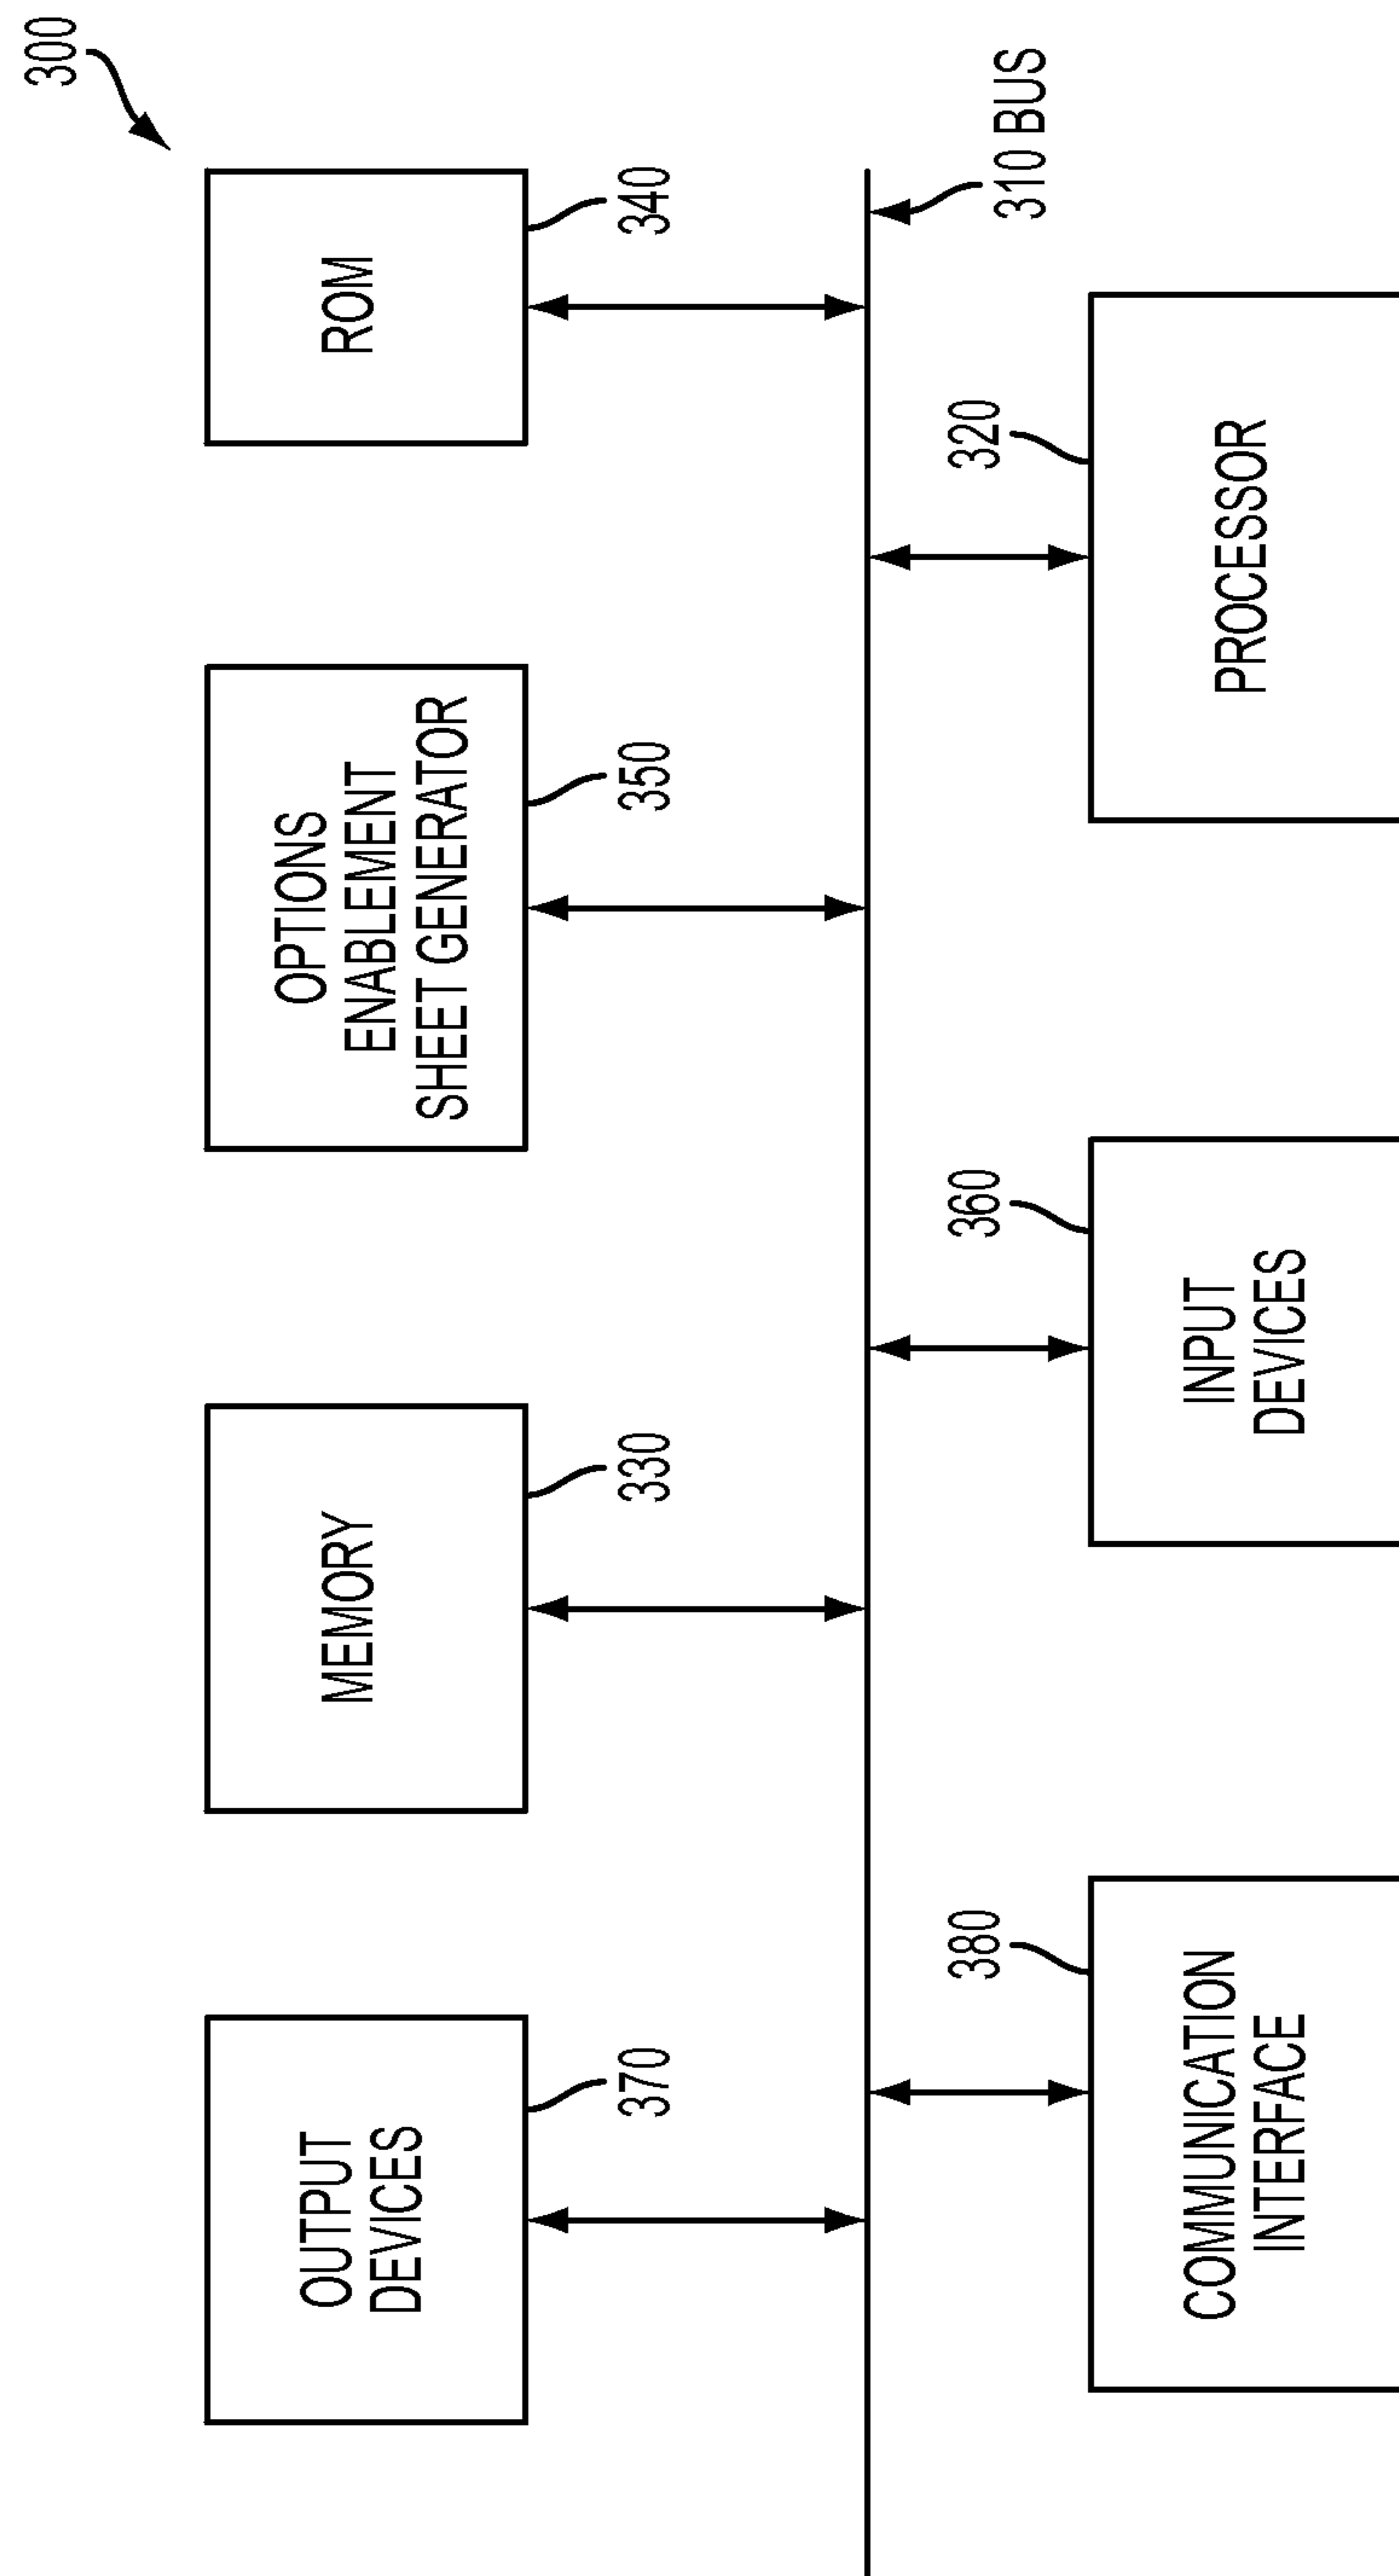 300
OUTPUT
DEVICES
370
MEMORY
330
OPTIONS
ENABLEMENT
SHEET GENERATOR
350
ROM
340
310 BUS
COMMUNICATION
INTERFACE
380
INPUT
DEVICES
360
PROCESSOR
320